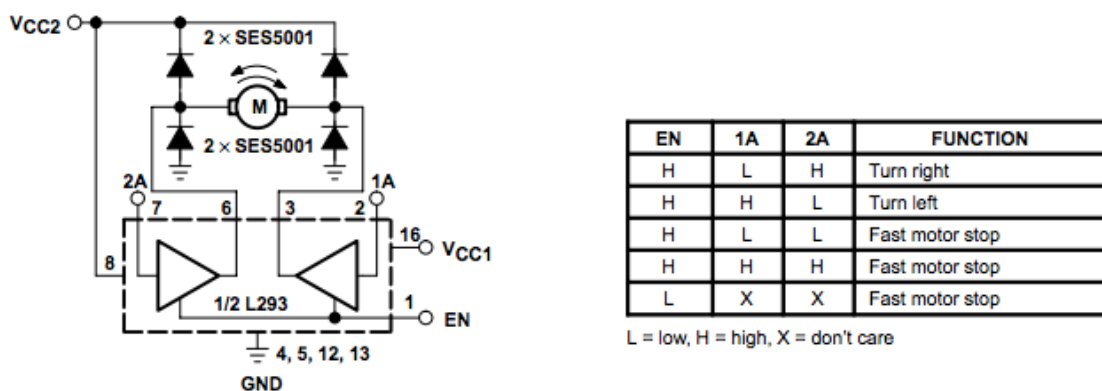 VCC2
2 × SES5001
M
2 × SES5001
2A
1A
7 6 3 2
16
VCC1
8
1/2 L293
1
EN
4, 5, 12, 13
GND
EN 1A 2A FUNCTION
H L H Turn right
H H L Turn left
H L L Fast motor stop
H H H Fast motor stop
L X X Fast motor stop
L = low, H = high, X = don't care